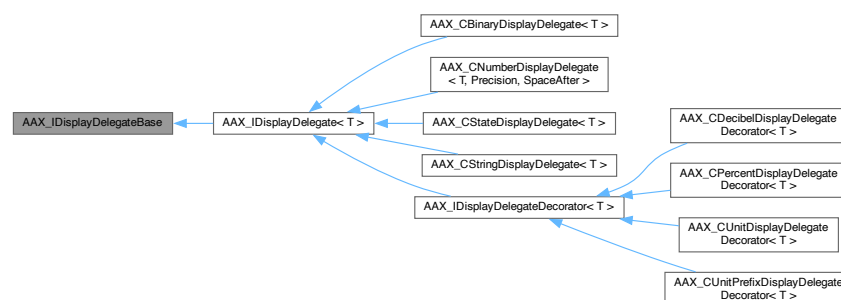 AAX_CBinaryDisplayDelegate< T >
AAX_CNumberDisplayDelegate
< T, Precision, SpaceAfter >
AAX_IDisplayDelegateBase
AAX_IDisplayDelegate< T >
AAX_CStateDisplayDelegate< T >
AAX_CStringDisplayDelegate< T >
AAX_IDisplayDelegateDecorator< T >
AAX_CDecibelDisplayDelegate
Decorator< T >
AAX_CPercentDisplayDelegate
Decorator< T >
AAX_CUnitDisplayDelegate
Decorator< T >
AAX_CUnitPrefixDisplayDelegate
Decorator< T >